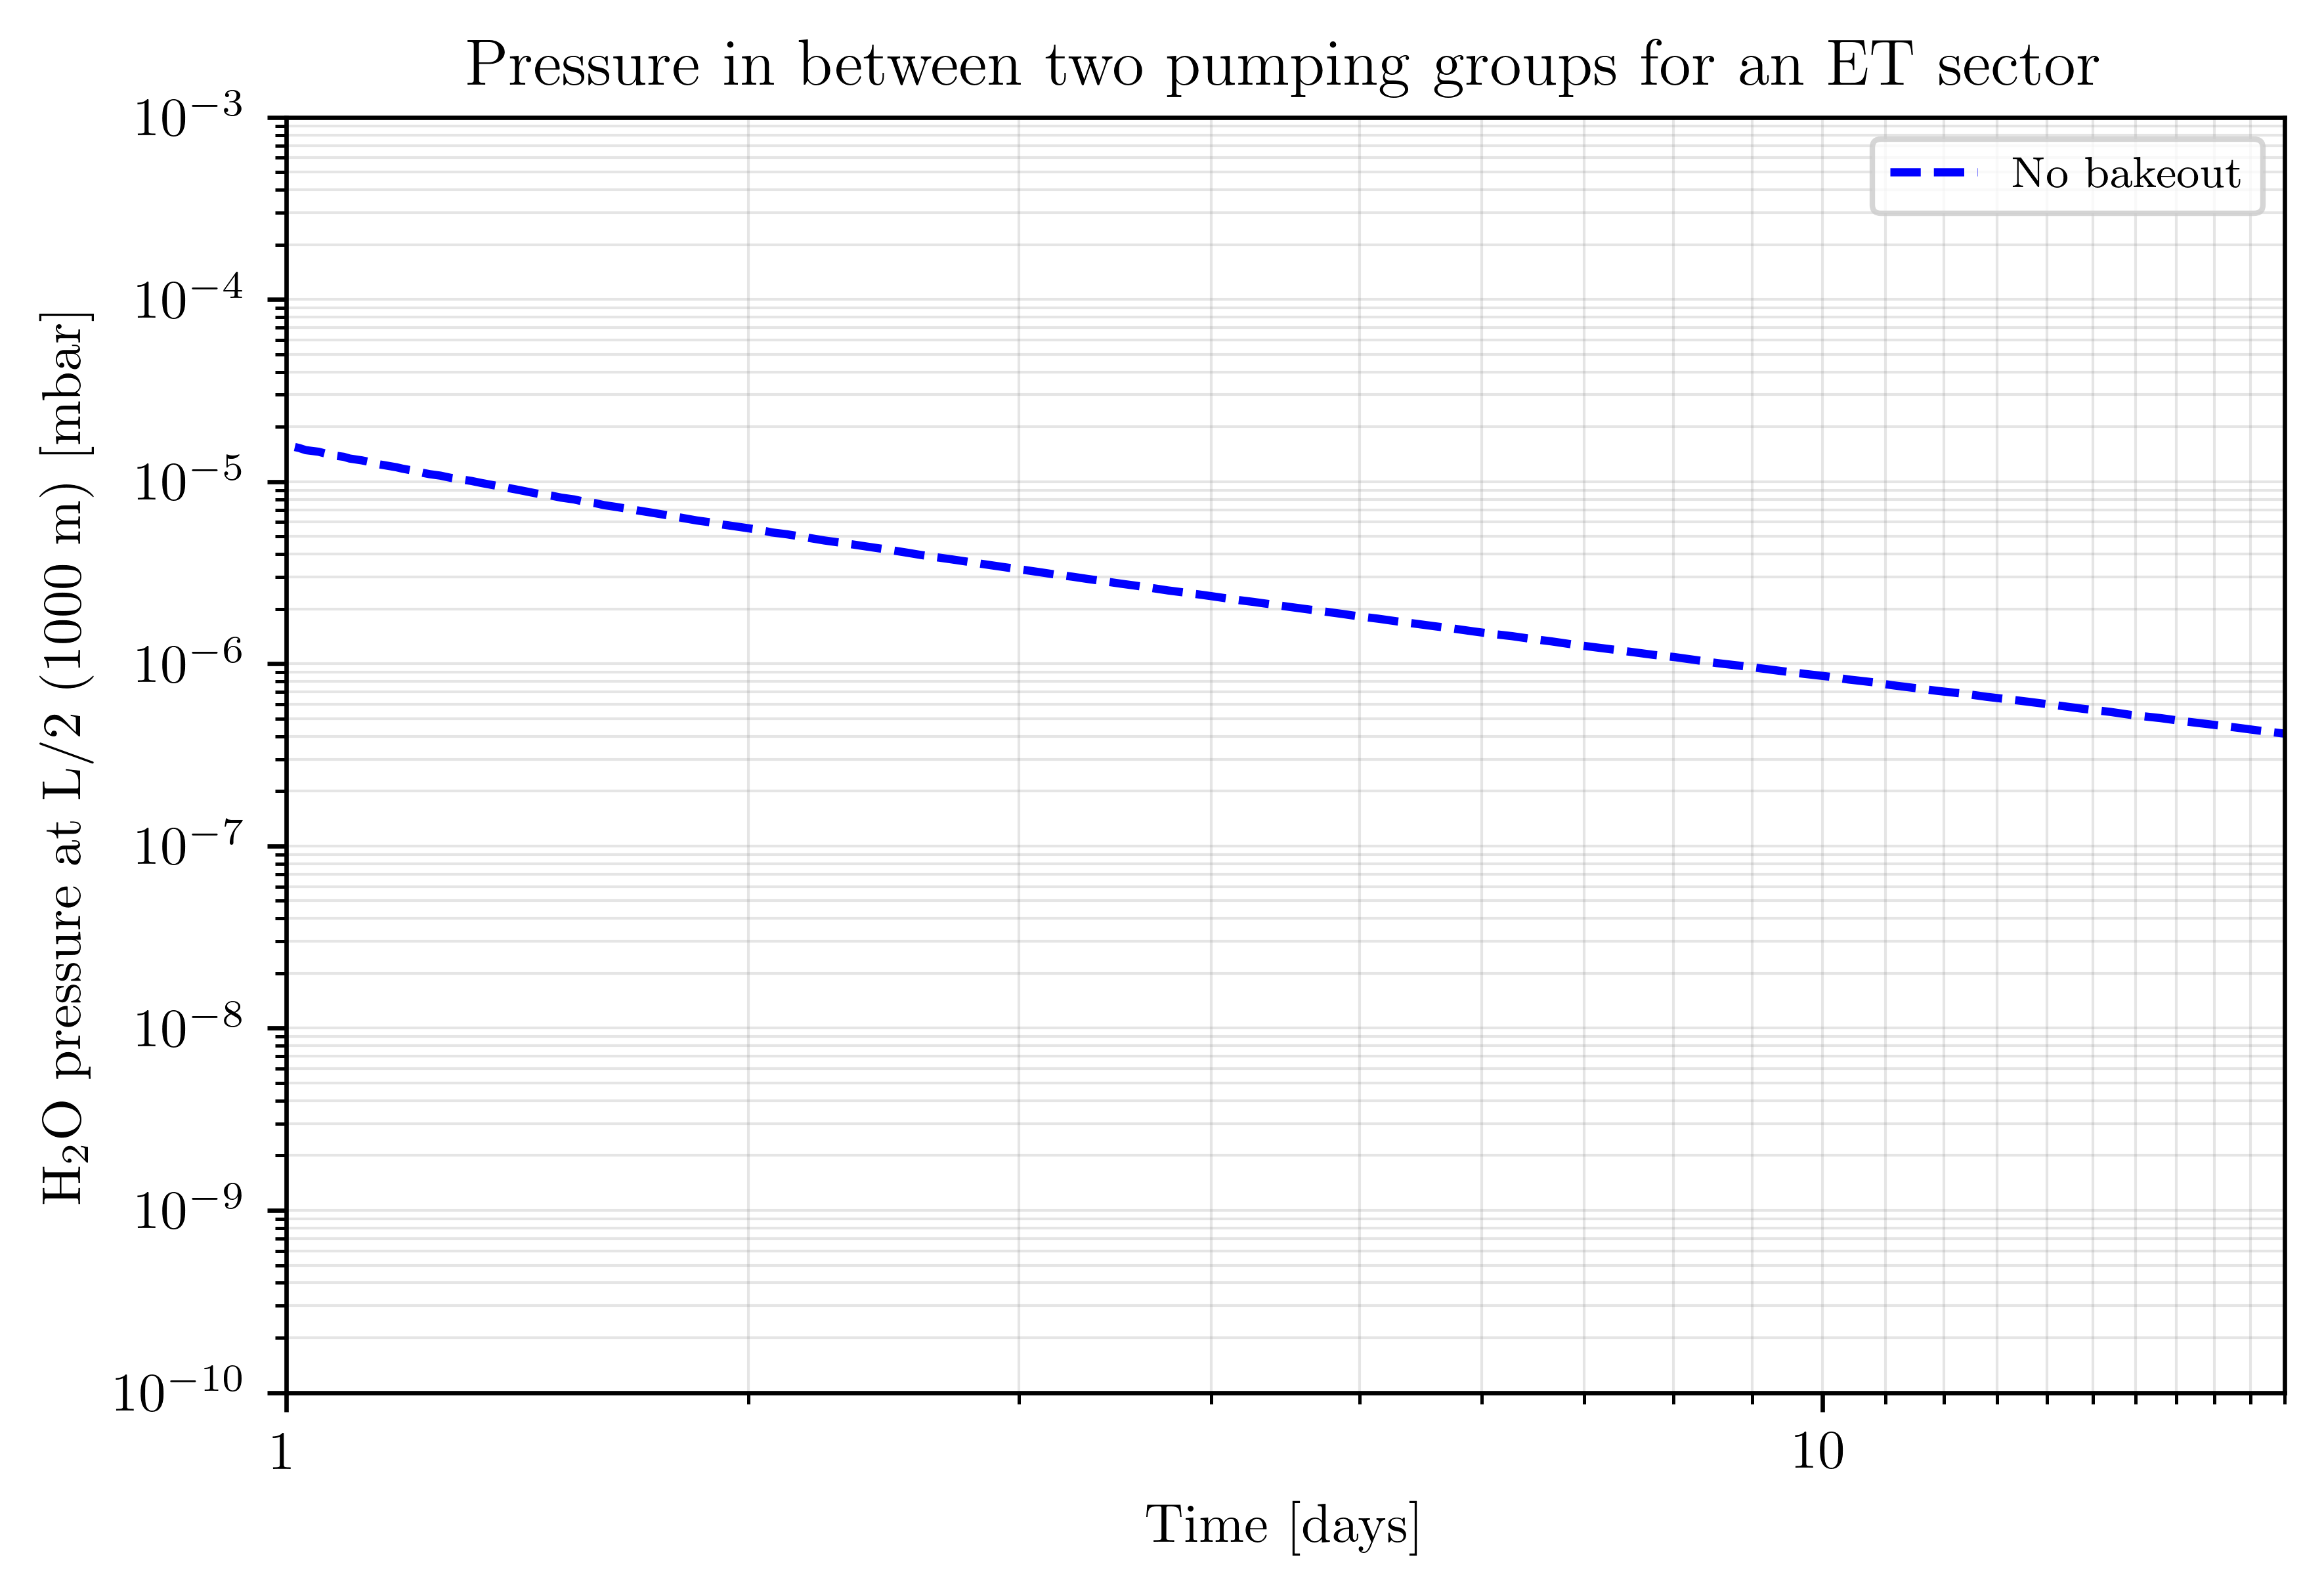 Pressure in between two pumping groups for an ET sector
No bakeout
H₂O pressure at L/2 (1000 m) [mbar]
10⁻³
10⁻⁴
10⁻⁵
10⁻⁶
10⁻⁷
10⁻⁸
10⁻⁹
10⁻¹⁰
1
10
Time [days]